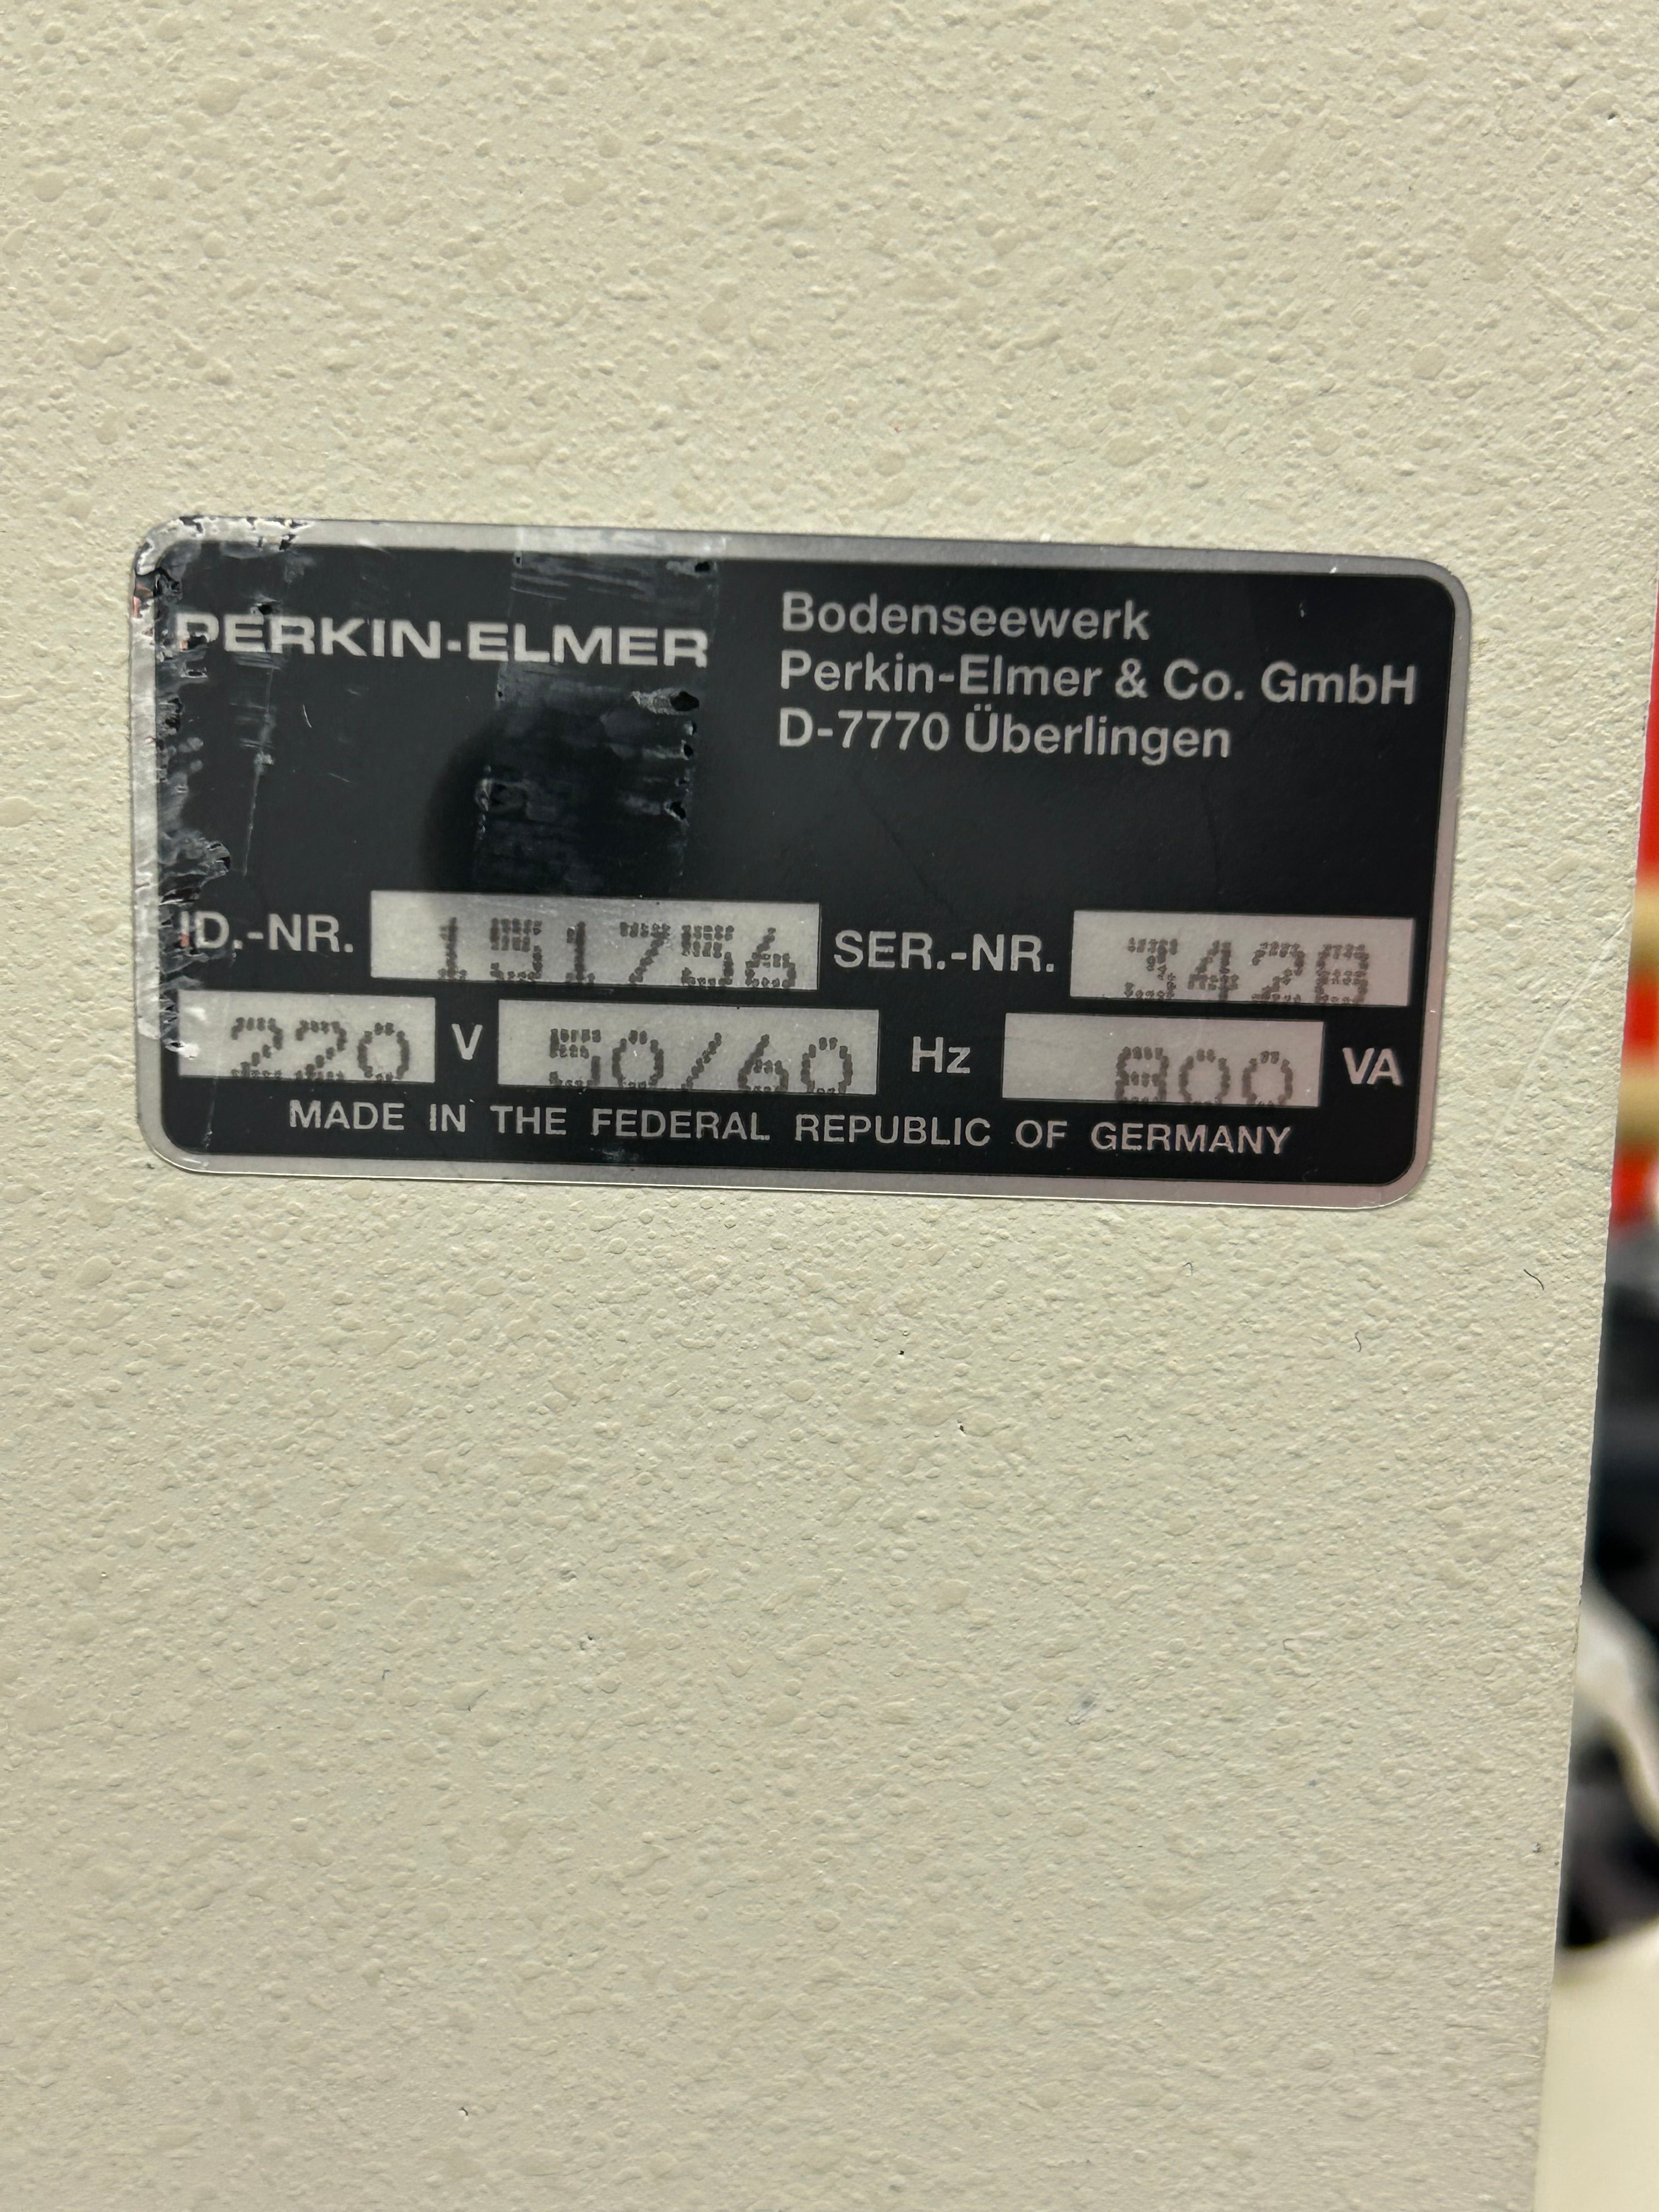 PERKIN-ELMER
Bodenseewerk
Perkin-Elmer & Co. GmbH
D-7770 Überlingen
ID.-NR. 151756 SER.-NR. 3428
220 V 50/60 Hz 800 VA
MADE IN THE FEDERAL REPUBLIC OF GERMANY